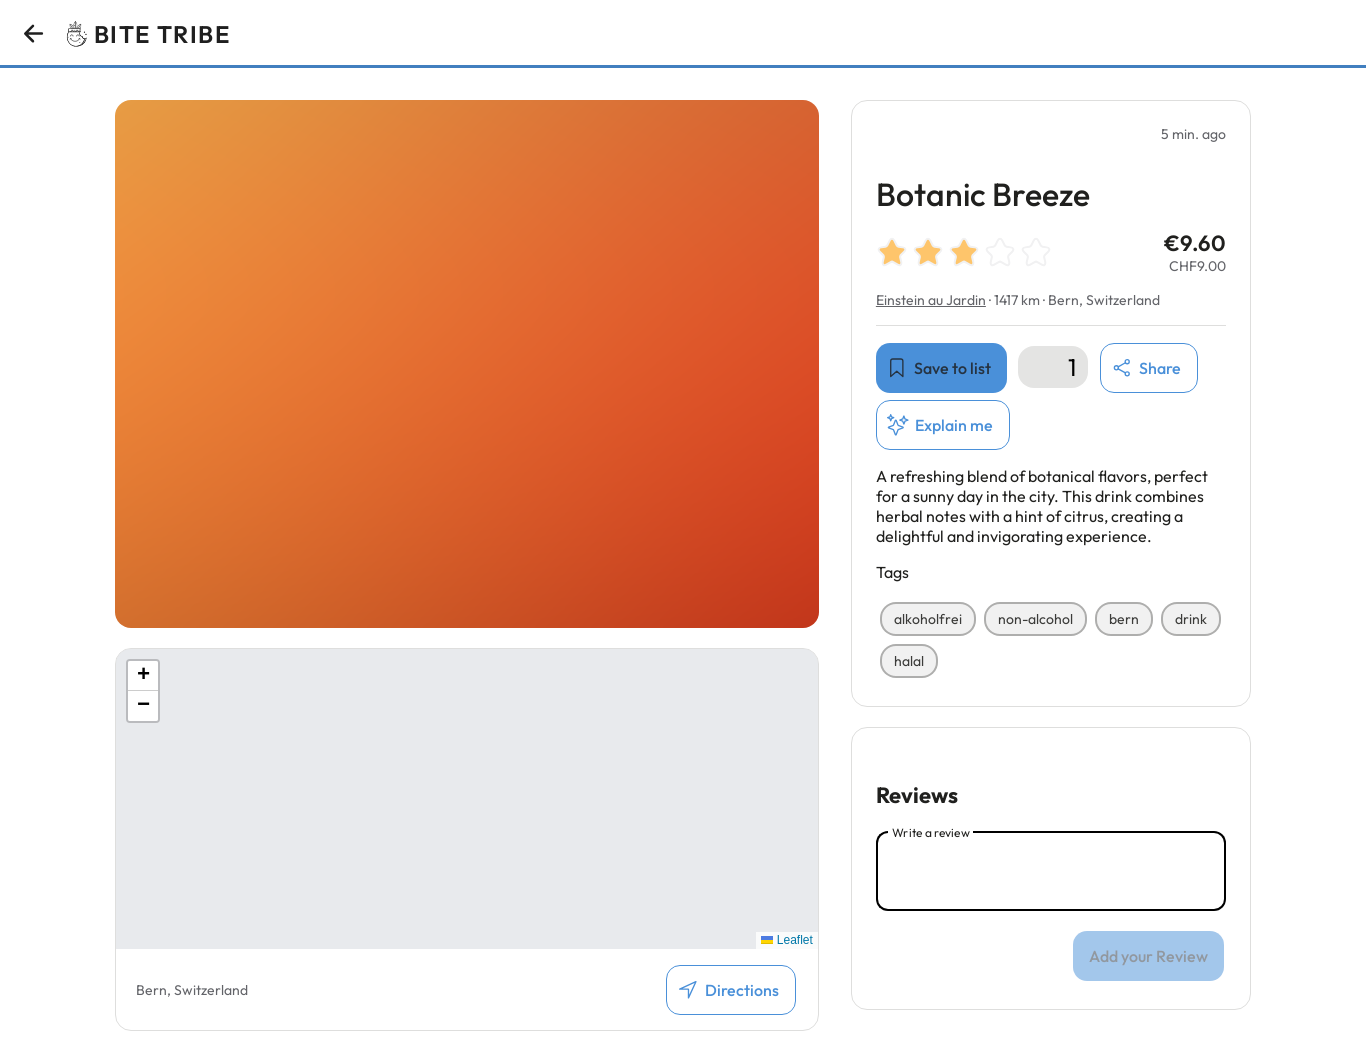 BITE TRIBE
5 min. ago
Botanic Breeze
€9.60
CHF9.00
Einstein au Jardin · 1417 km · Bern, Switzerland
Save to list
1
Share
Explain me
A refreshing blend of botanical flavors, perfect
for a sunny day in the city. This drink combines
herbal notes with a hint of citrus, creating a
delightful and invigorating experience.
Tags
alkoholfrei
non-alcohol
bern
drink
halal
+
−
Leaflet
Bern, Switzerland
Directions
Reviews
Write a review
Add your Review